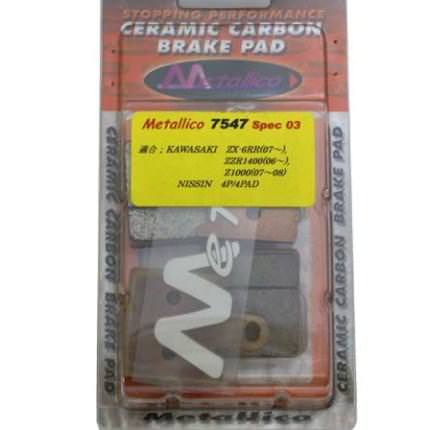 STOPPING PERFORMANCE
CERAMIC CARBON
BRAKE PAD
Metallico
Metallico 7547 Spec 03
適合；KAWASAKI ZX-6RR(07～),
ZZR1400(06～),
Z1000(07～08)
NISSIN 4P/4PAD
CERAMIC CARBON BRAKE PAD
CERAMIC CARBON BRAKE PAD
Metallico